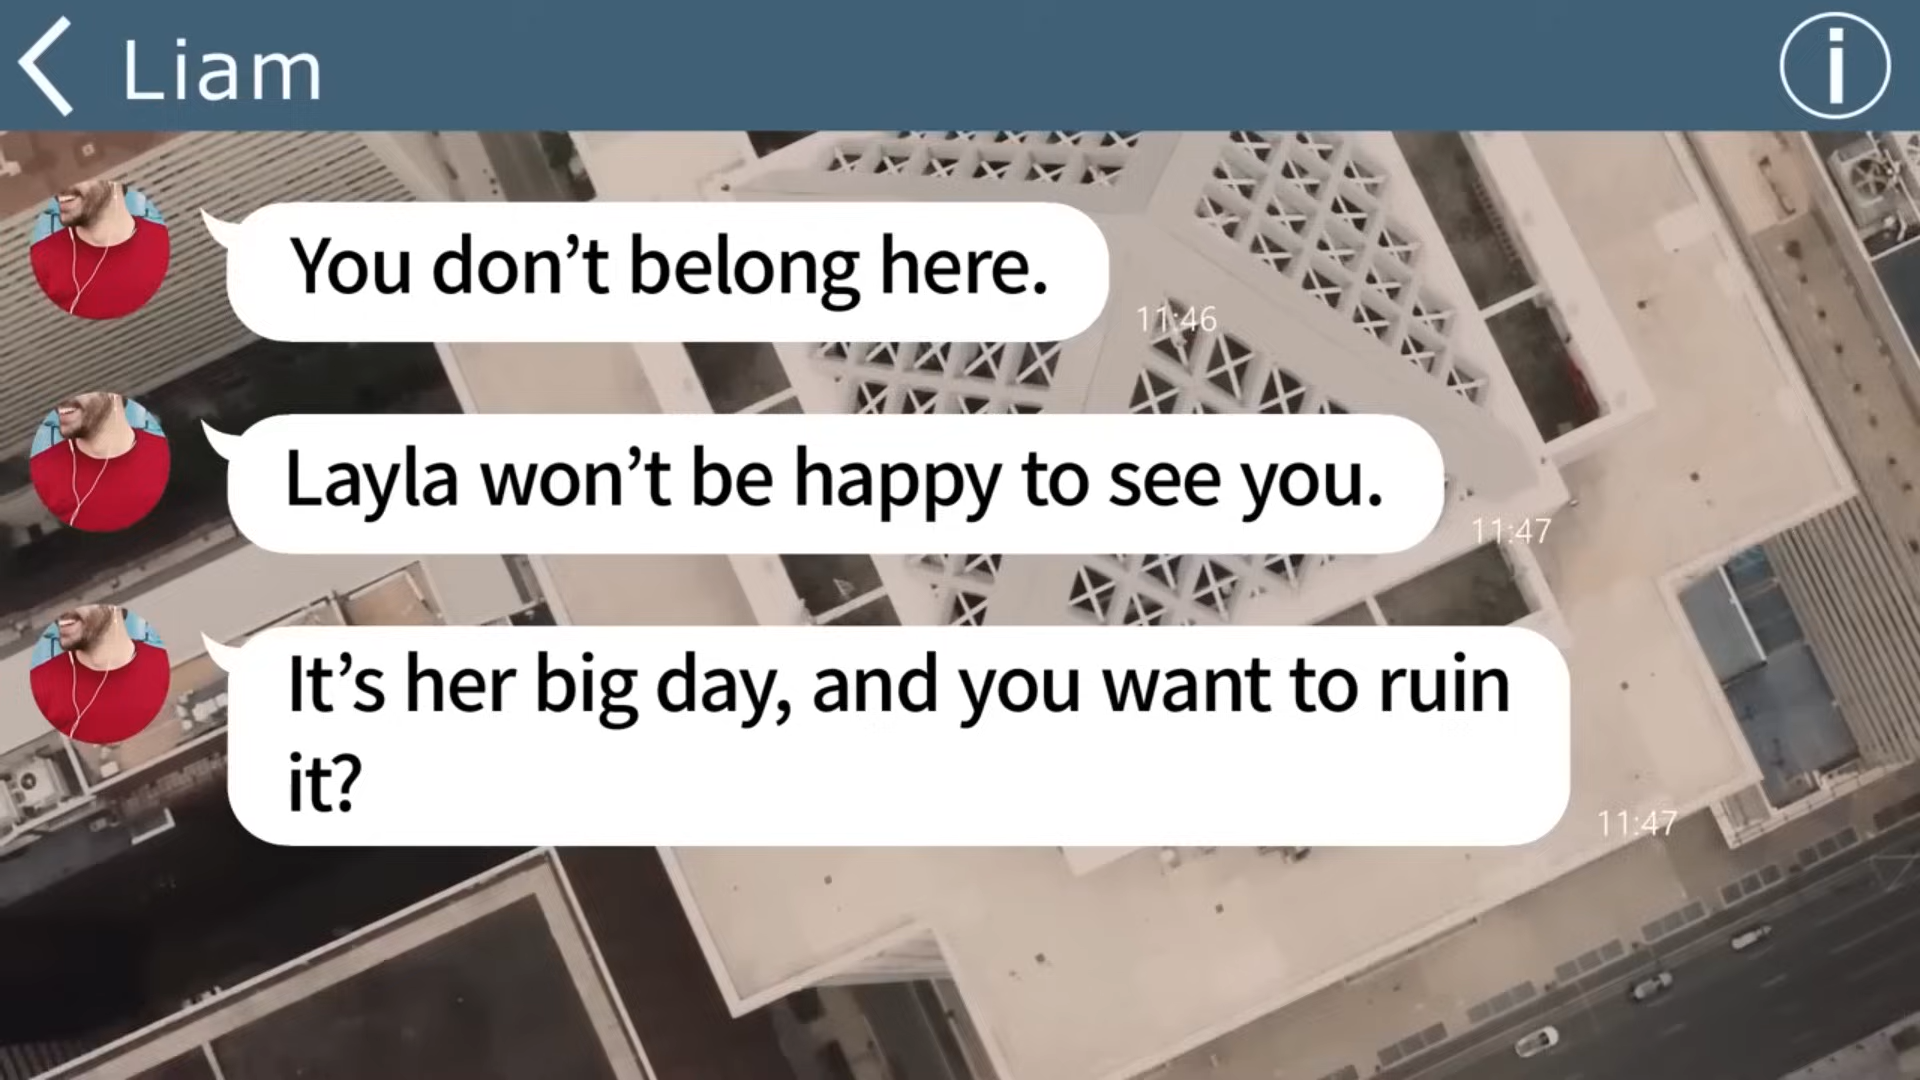 Liam
You don’t belong here.
11:46
Layla won’t be happy to see you.
11:47
It’s her big day, and you want to ruin
it?
11:47